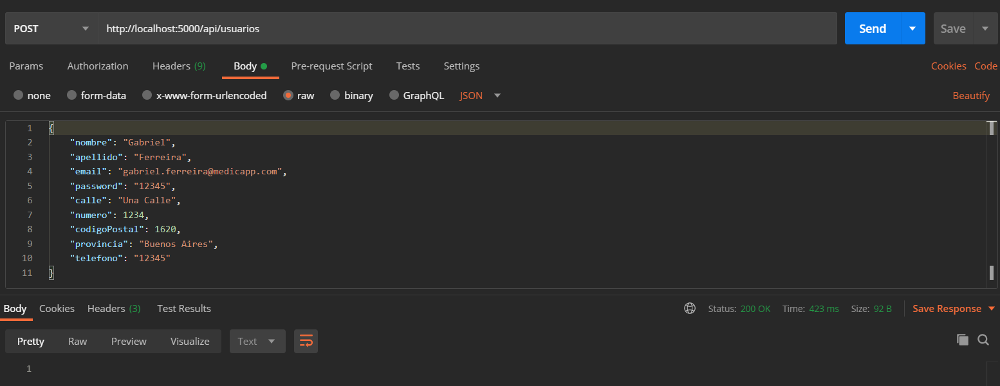 POST http://localhost:5000/api/usuarios Send Save
Params Authorization Headers (9) Body Pre-request Script Tests Settings Cookies Code
none form-data x-www-form-urlencoded raw binary GraphQL JSON Beautify
1 {
2 "nombre": "Gabriel",
3 "apellido": "Ferreira",
4 "email": "gabriel.ferreira@medicapp.com",
5 "password": "12345",
6 "calle": "Una Calle",
7 "numero": 1234,
8 "codigoPostal": 1620,
9 "provincia": "Buenos Aires",
10 "telefono": "12345"
11 }
Body Cookies Headers (3) Test Results Status: 200 OK Time: 423 ms Size: 92 B Save Response
Pretty Raw Preview Visualize Text
1